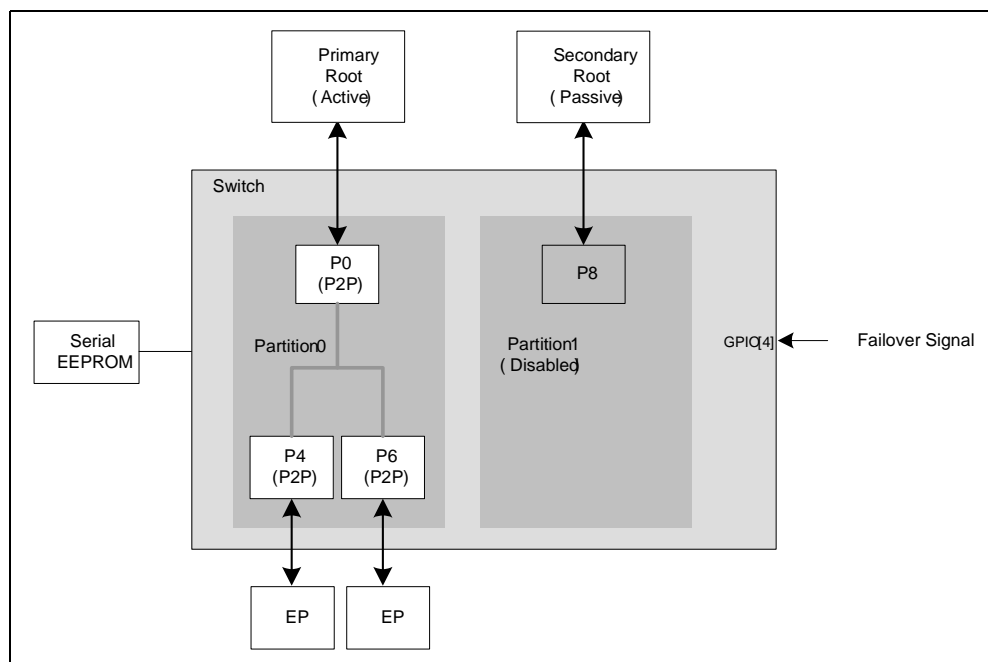 Primary
Root
( Active)
Secondary
Root
( Passive)
Switch
P0
(P2P)
P8
Serial
EEPROM
Partition0
Partition1
( Disabled)
GPIO[4]
Failover Signal
P4
(P2P)
P6
(P2P)
EP
EP